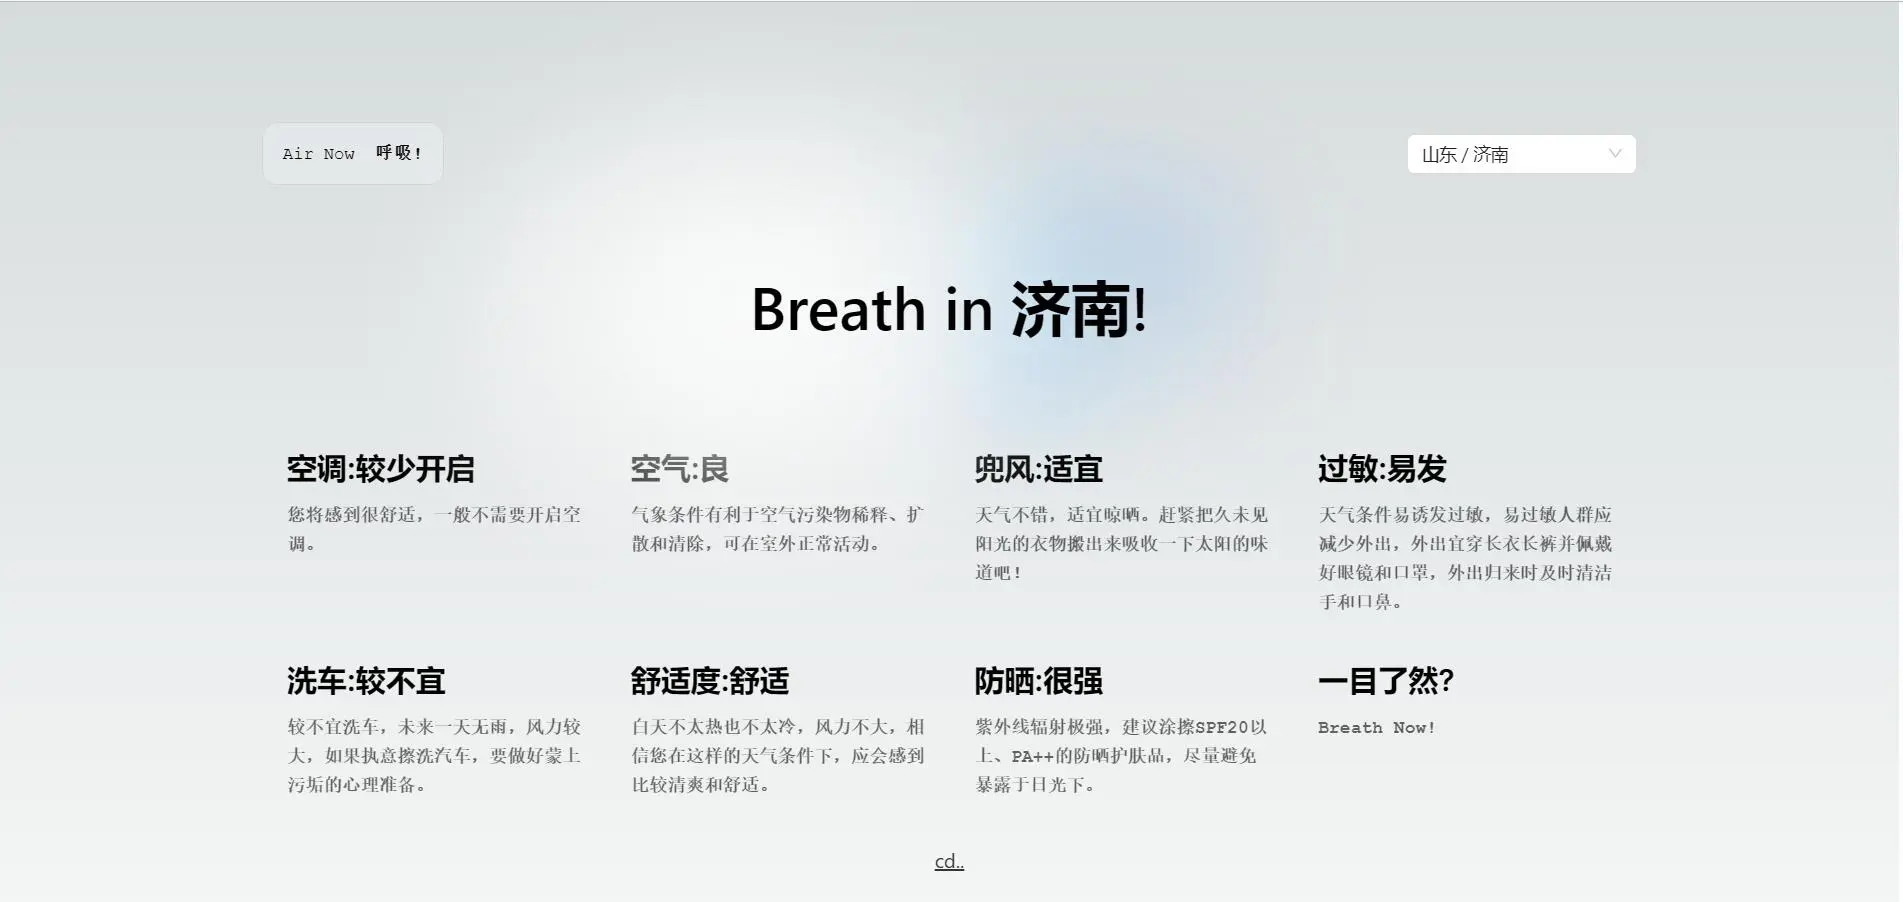 Air Now 呼吸!
山东 / 济南
Breath in 济南!
空调:较少开启
您将感到很舒适，一般不需要开启空
调。
空气:良
气象条件有利于空气污染物稀释、扩
散和清除，可在室外正常活动。
兜风:适宜
天气不错，适宜晾晒。赶紧把久未见
阳光的衣物搬出来吸收一下太阳的味
道吧!
过敏:易发
天气条件易诱发过敏，易过敏人群应
减少外出，外出宜穿长衣长裤并佩戴
好眼镜和口罩，外出归来时及时清洁
手和口鼻。
洗车:较不宜
较不宜洗车，未来一天无雨，风力较
大，如果执意擦洗汽车，要做好蒙上
污垢的心理准备。
舒适度:舒适
白天不太热也不太冷，风力不大，相
信您在这样的天气条件下，应会感到
比较清爽和舒适。
防晒:很强
紫外线辐射极强，建议涂擦SPF20以
上、PA++的防晒护肤品，尽量避免
暴露于日光下。
一目了然?
Breath Now!
cd..